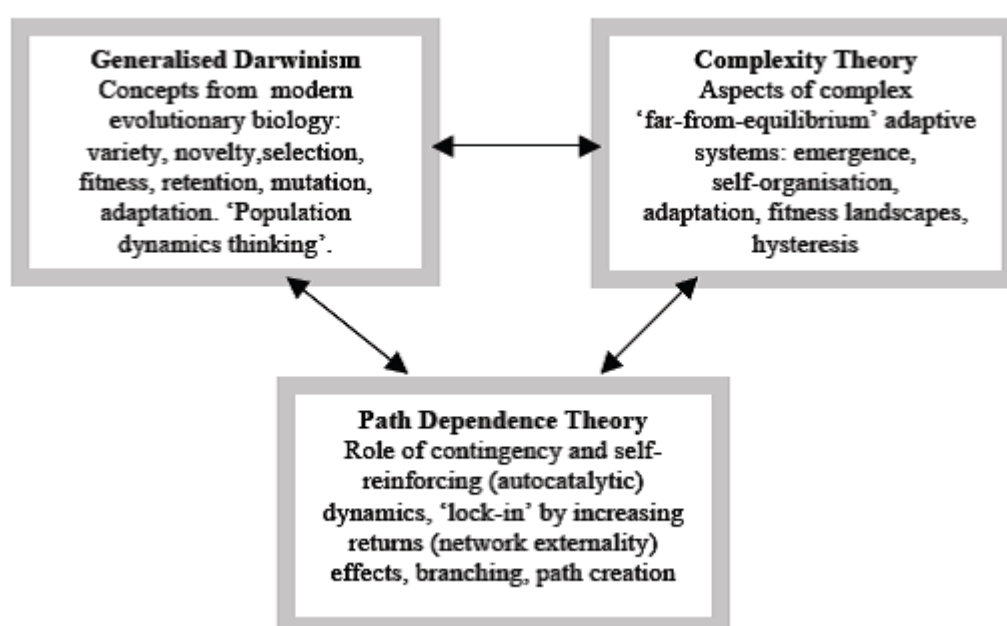 Generalised Darwinism
Concepts from  modern
evolutionary biology:
variety, novelty,selection,
fitness, retention, mutation,
adaptation. ‘Population
dynamics thinking’.
Complexity Theory
Aspects of complex
‘far-from-equilibrium’ adaptive
systems: emergence,
self-organisation,
adaptation, fitness landscapes,
hysteresis
Path Dependence Theory
Role of contingency and self-
reinforcing (autocatalytic)
dynamics, ‘lock-in’ by increasing
returns (network externality)
effects, branching, path creation